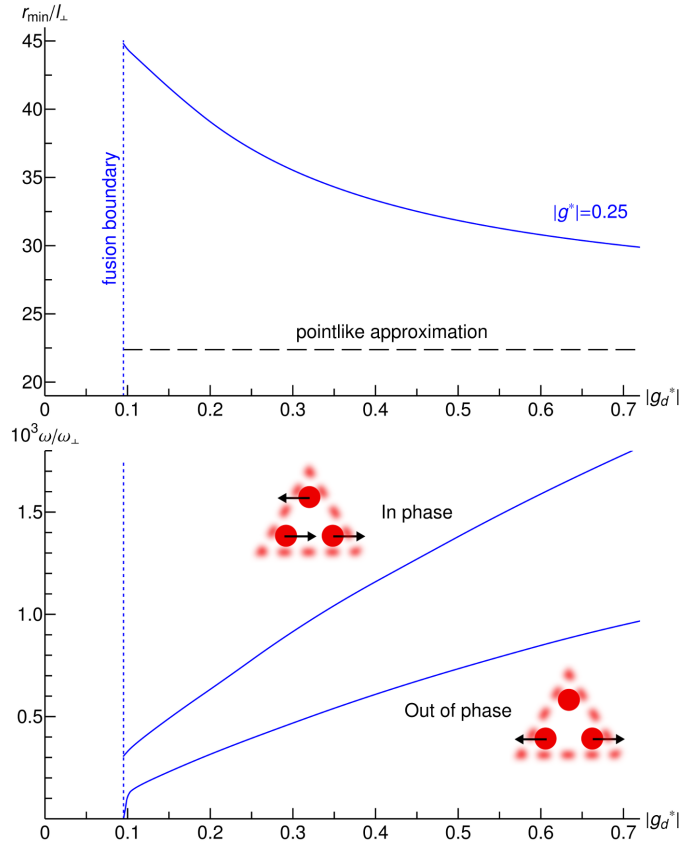 r_min/l_⊥
45
40
35
30
25
20
fusion boundary
|g*|=0.25
pointlike approximation
0 0.1 0.2 0.3 0.4 0.5 0.6 0.7 |g_d*|
10³ω/ω_⊥
1.5
1.0
0.5
In phase
Out of phase
0 0.1 0.2 0.3 0.4 0.5 0.6 0.7 |g_d*|